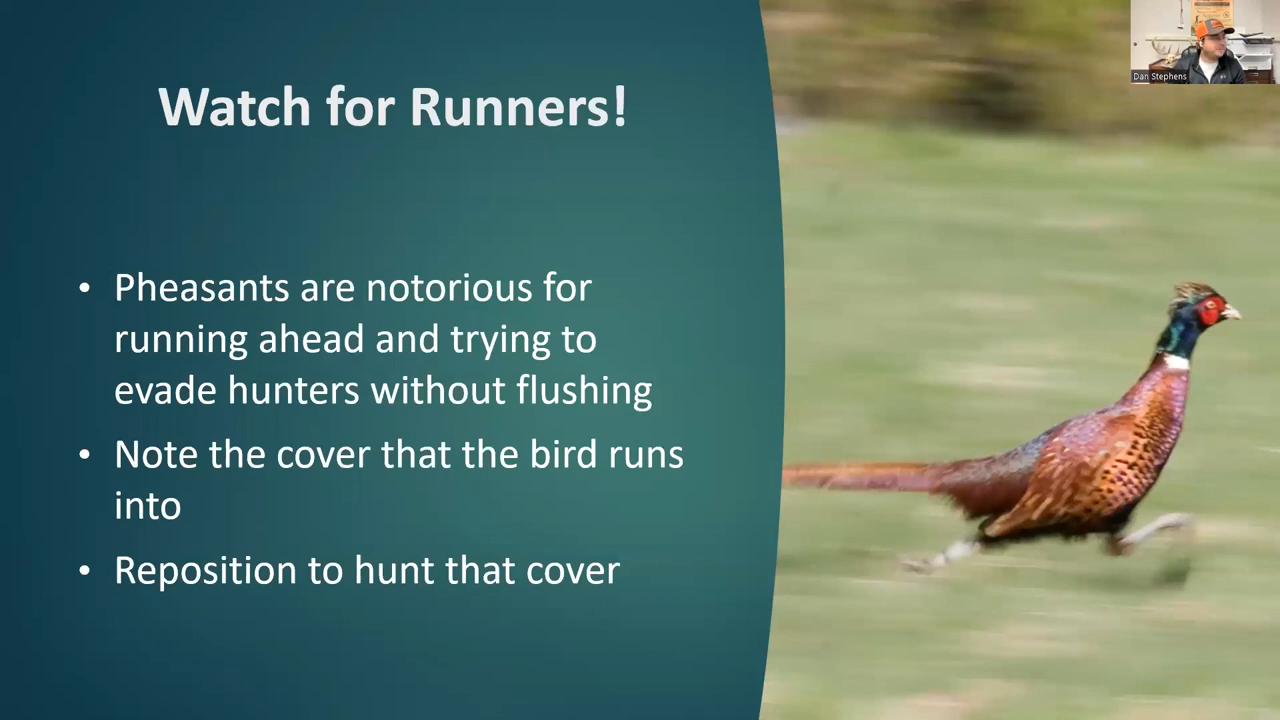 Watch for Runners!
• Pheasants are notorious for
running ahead and trying to
evade hunters without flushing
• Note the cover that the bird runs
into
• Reposition to hunt that cover
Dan Stephens